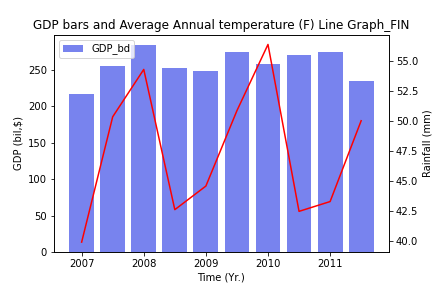 GDP bars and Average Annual temperature (F) Line Graph_FIN
GDP_bd
GDP (bil,$)
250
200
150
100
50
0
55.0
52.5
50.0
47.5
45.0
42.5
40.0
Rainfall (mm)
2007 2008 2009 2010 2011
Time (Yr.)